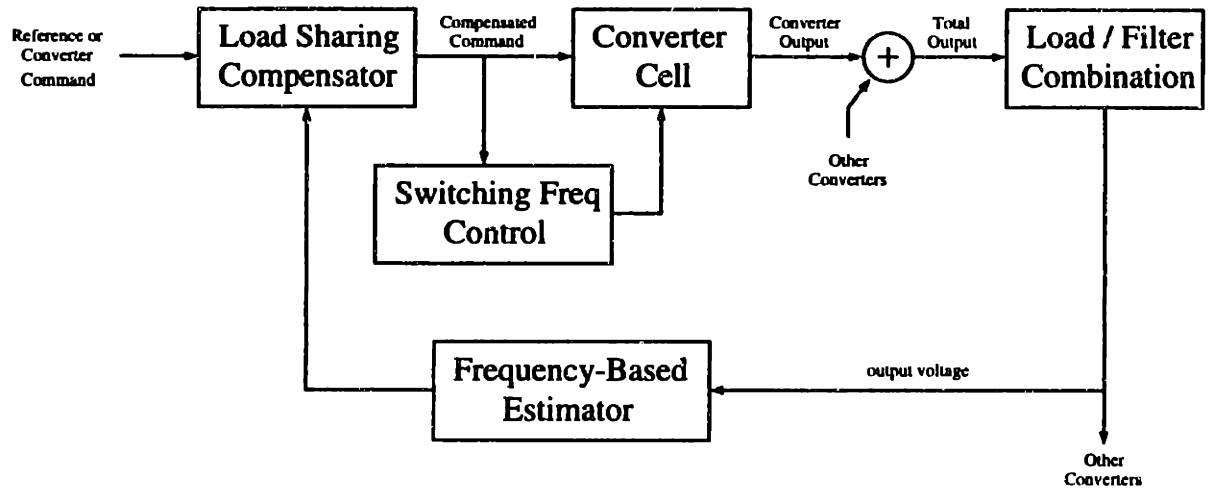 Reference or
Converter
Command
Load Sharing
Compensator
Compensated
Command
Converter
Cell
Converter
Output
+
Total
Output
Load / Filter
Combination
Other
Converters
Switching Freq
Control
Frequency-Based
Estimator
output voltage
Other
Converters